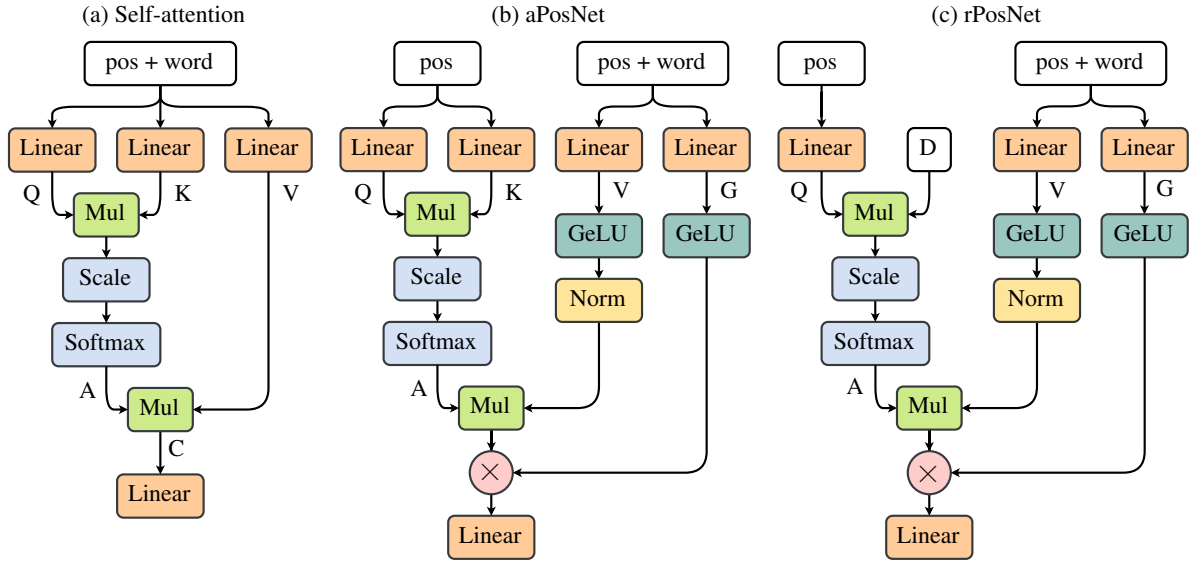 (a) Self-attention
pos + word
Linear Linear Linear
Q K V
Mul
Scale
Softmax
A
Mul
C
Linear
(b) aPosNet
pos pos + word
Linear Linear Linear Linear
Q K V G
Mul GeLU GeLU
Scale Norm
Softmax
A
Mul
×
Linear
(c) rPosNet
pos pos + word
Linear D Linear Linear
Q V G
Mul GeLU GeLU
Scale Norm
Softmax
A
Mul
×
Linear